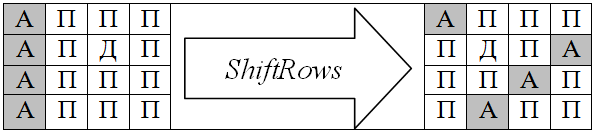 А П П П А П П П
А П Д П П Д П А
ShiftRows
А П П П П П А П
А П П П П А П П